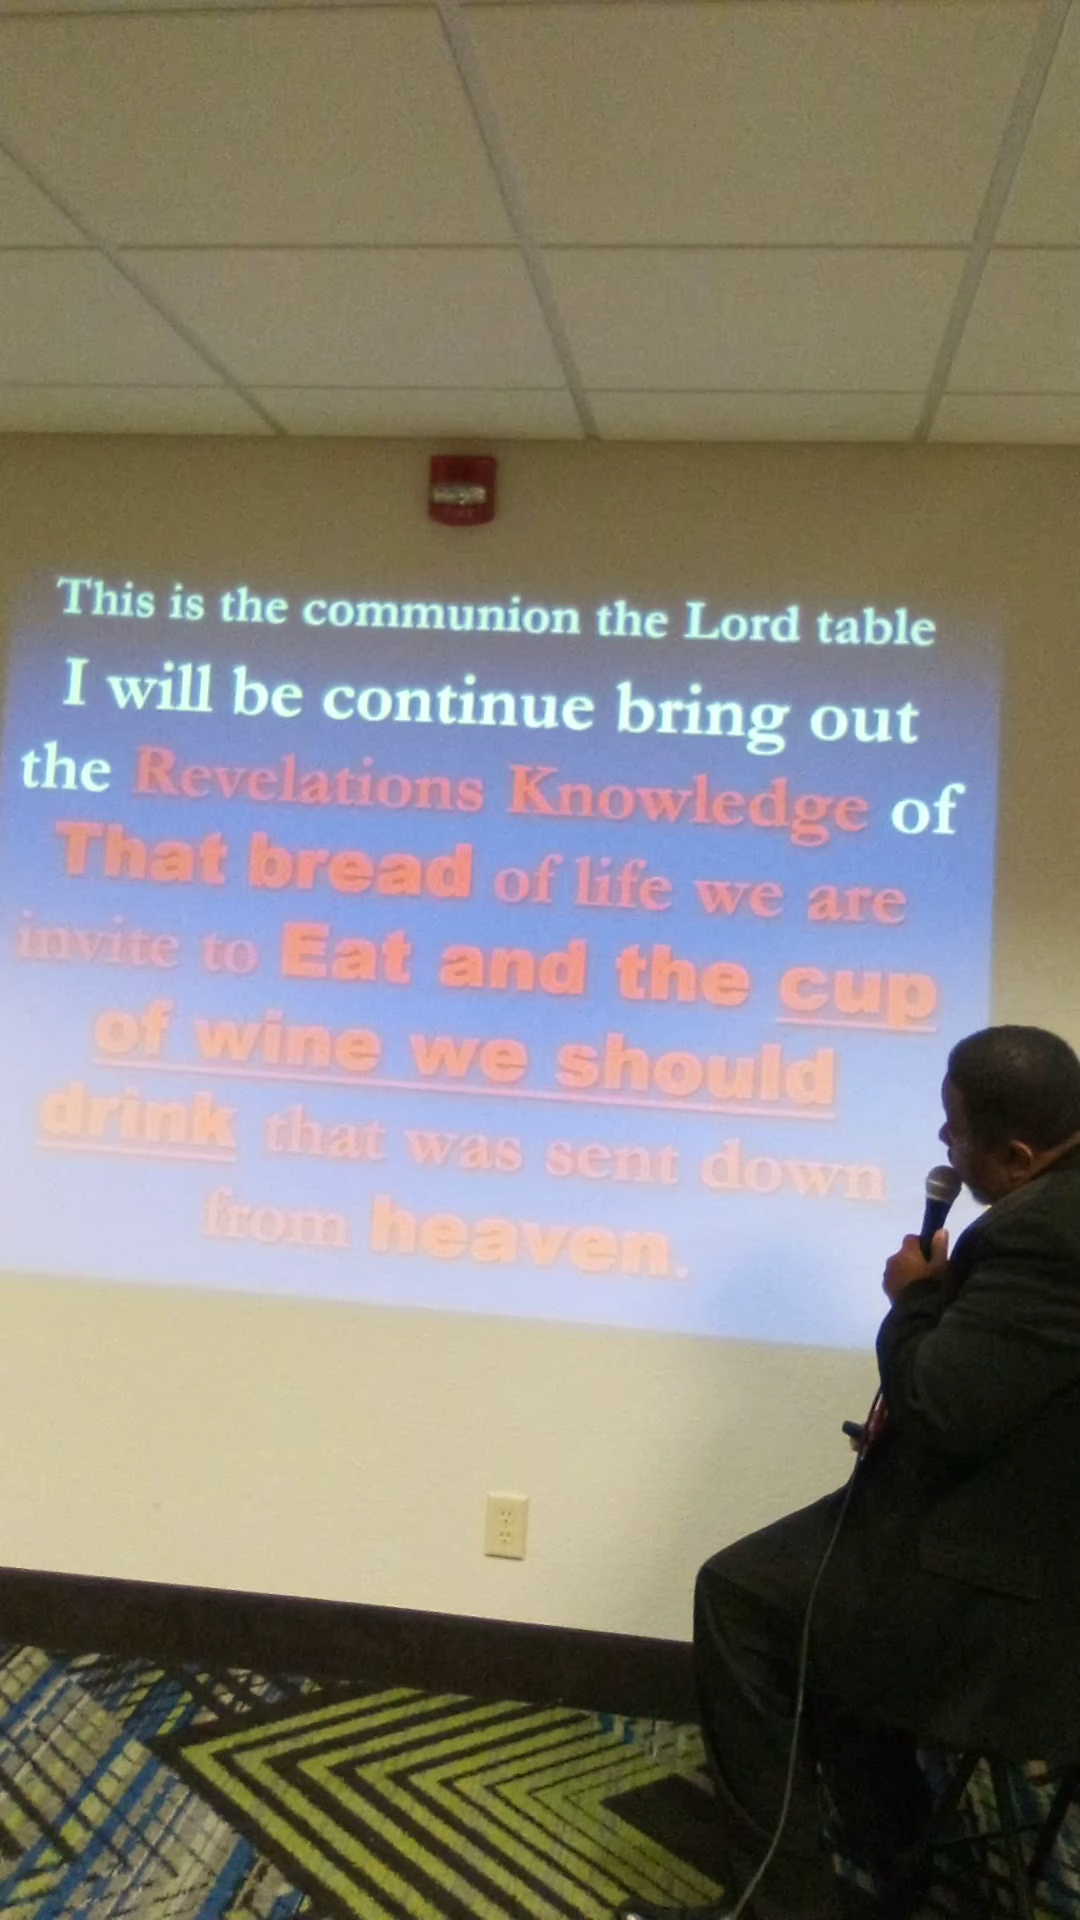 This is the communion the Lord table
I will be continue bring out
the Revelations Knowledge of
That bread of life we are
invite to Eat and the cup
of wine we should
drink that was sent down
from heaven.